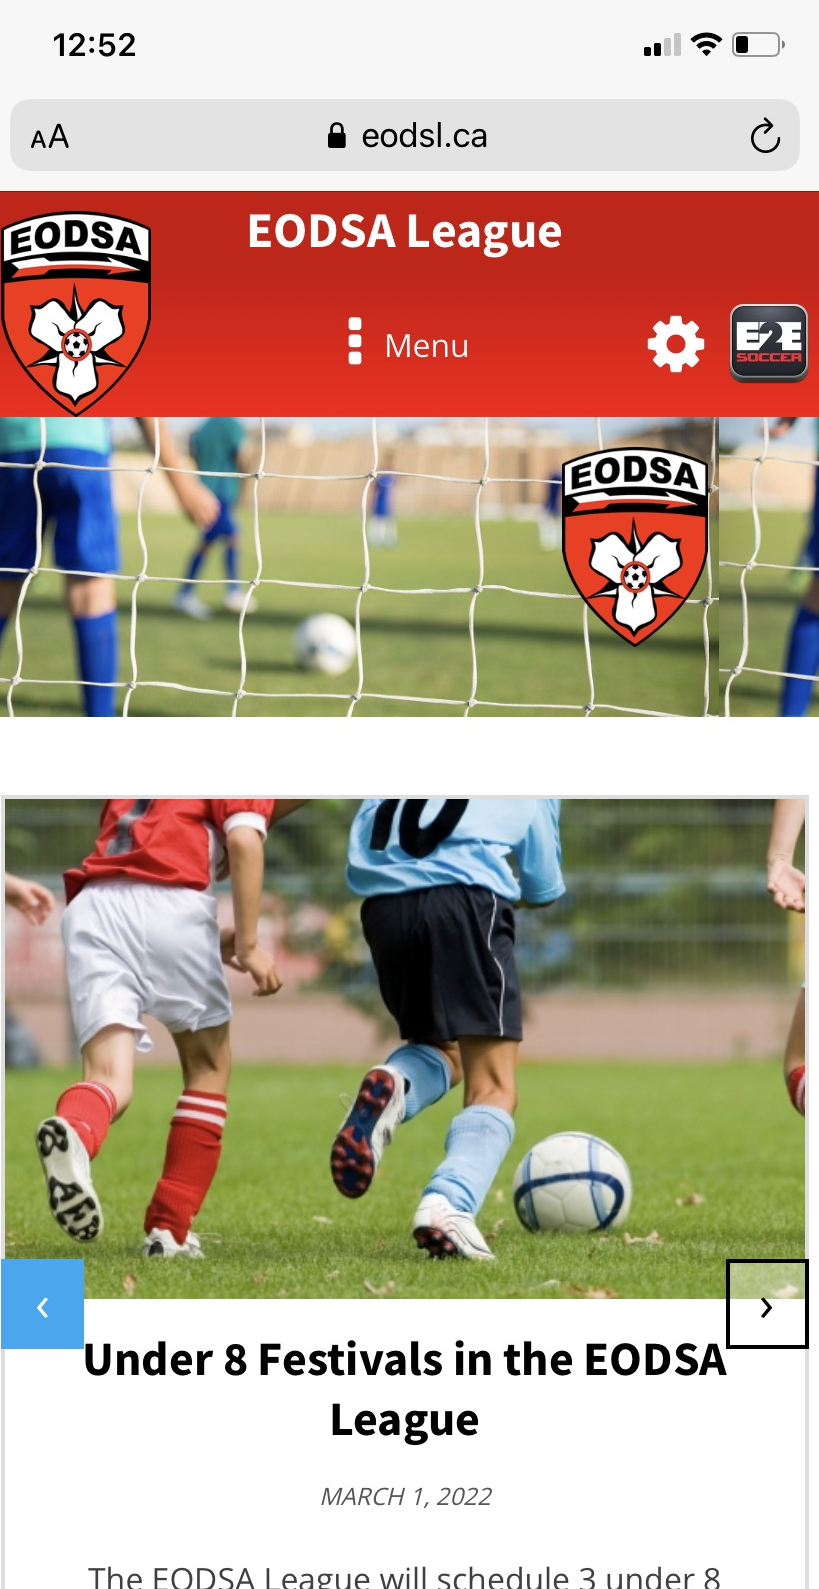 12:52
AA eodsl.ca
EODSA
EODSA League
Menu
E2E
SOCCER
EODSA
10
‹
›
Under 8 Festivals in the EODSA
League
MARCH 1, 2022
The EODSA League will schedule 3 under 8